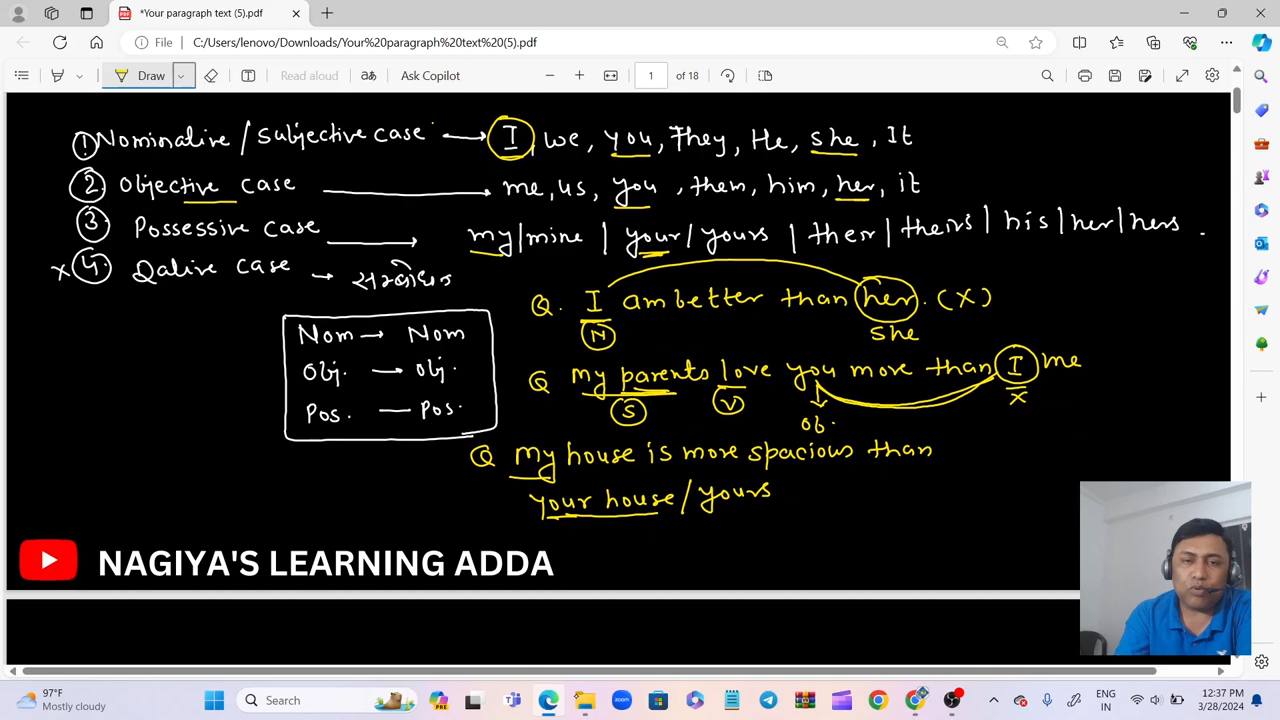 *Your paragraph text (5).pdf
File C:/Users/lenovo/Downloads/Your%20paragraph%20text%20(5).pdf
Draw Read aloud Ask Copilot 1 of 18
① Nominative / Subjective case → I, we, you, They, He, she, It
② Objective case → me, us, you, them, him, her, it
③ Possessive case → my/mine | your/yours | their | theirs | his | her | hers .
x ④ Dative case →
Nom → Nom
Obj. → Obj.
Pos. — Pos.
Q. I am better than her. (X)
N she
Q My parents love you more than I me
S V x
Ob.
Q My house is more spacious than
your house/yours
NAGIYA'S LEARNING ADDA
97°F
Mostly cloudy
Search
ENG
IN
12:37 PM
3/28/2024